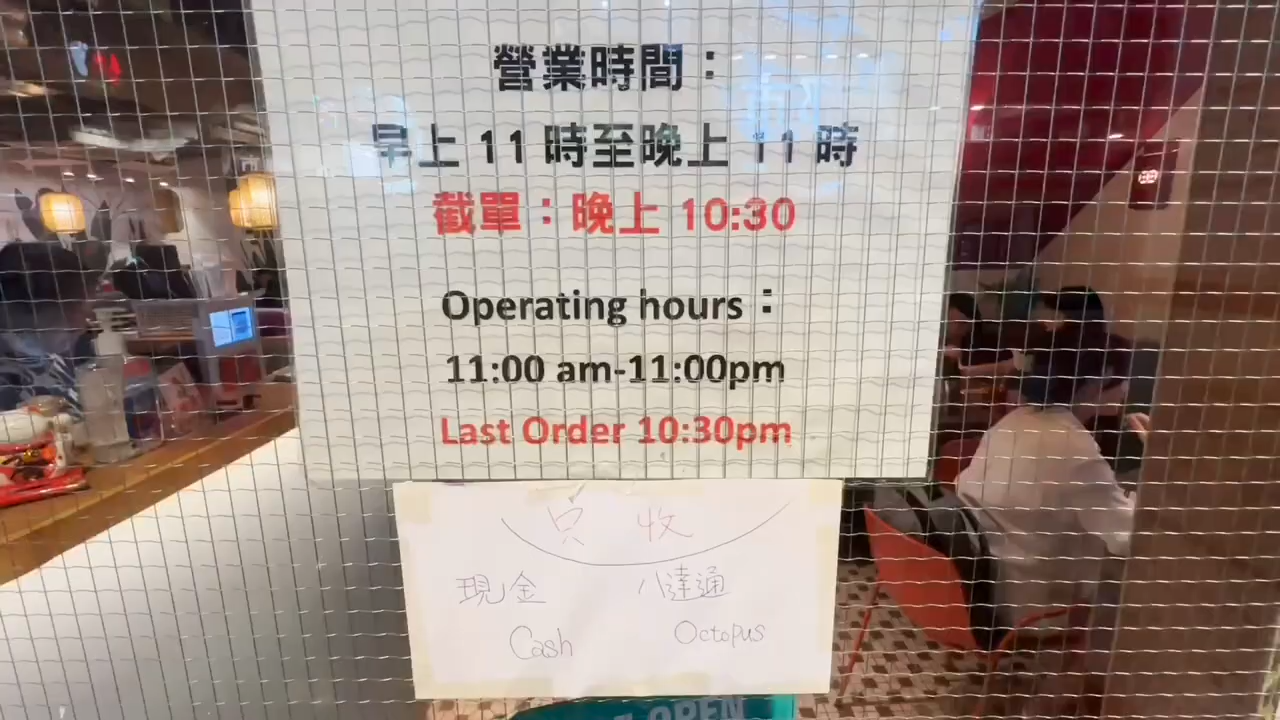 營業時間：
早上 11 時至晚上 11 時
截單：晚上 10:30
Operating hours：
11:00 am-11:00pm
Last Order 10:30pm
只收
現金 八達通
Cash Octopus
OPEN